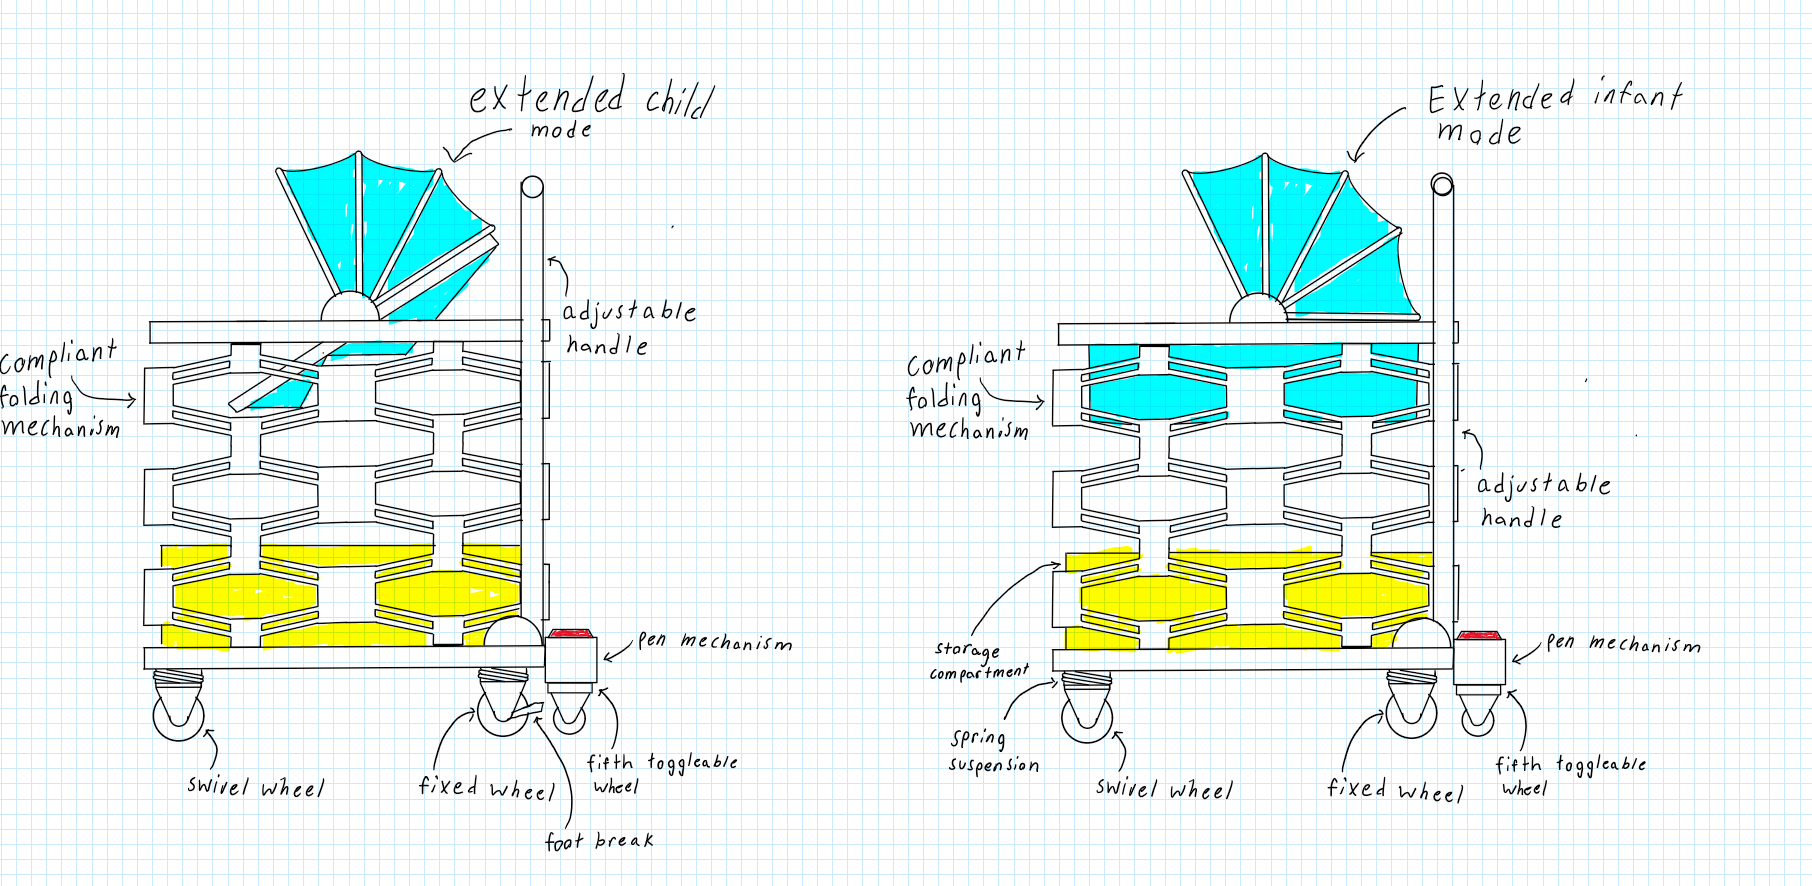 extended child
mode
adjustable
handle
compliant
folding
mechanism
pen mechanism
fifth toggleable
wheel
swivel wheel
fixed wheel
foot break
Extended infant
mode
compliant
folding
mechanism
adjustable
handle
storage
compartment
pen mechanism
spring
suspension
swivel wheel
fixed wheel
fifth toggleable
wheel